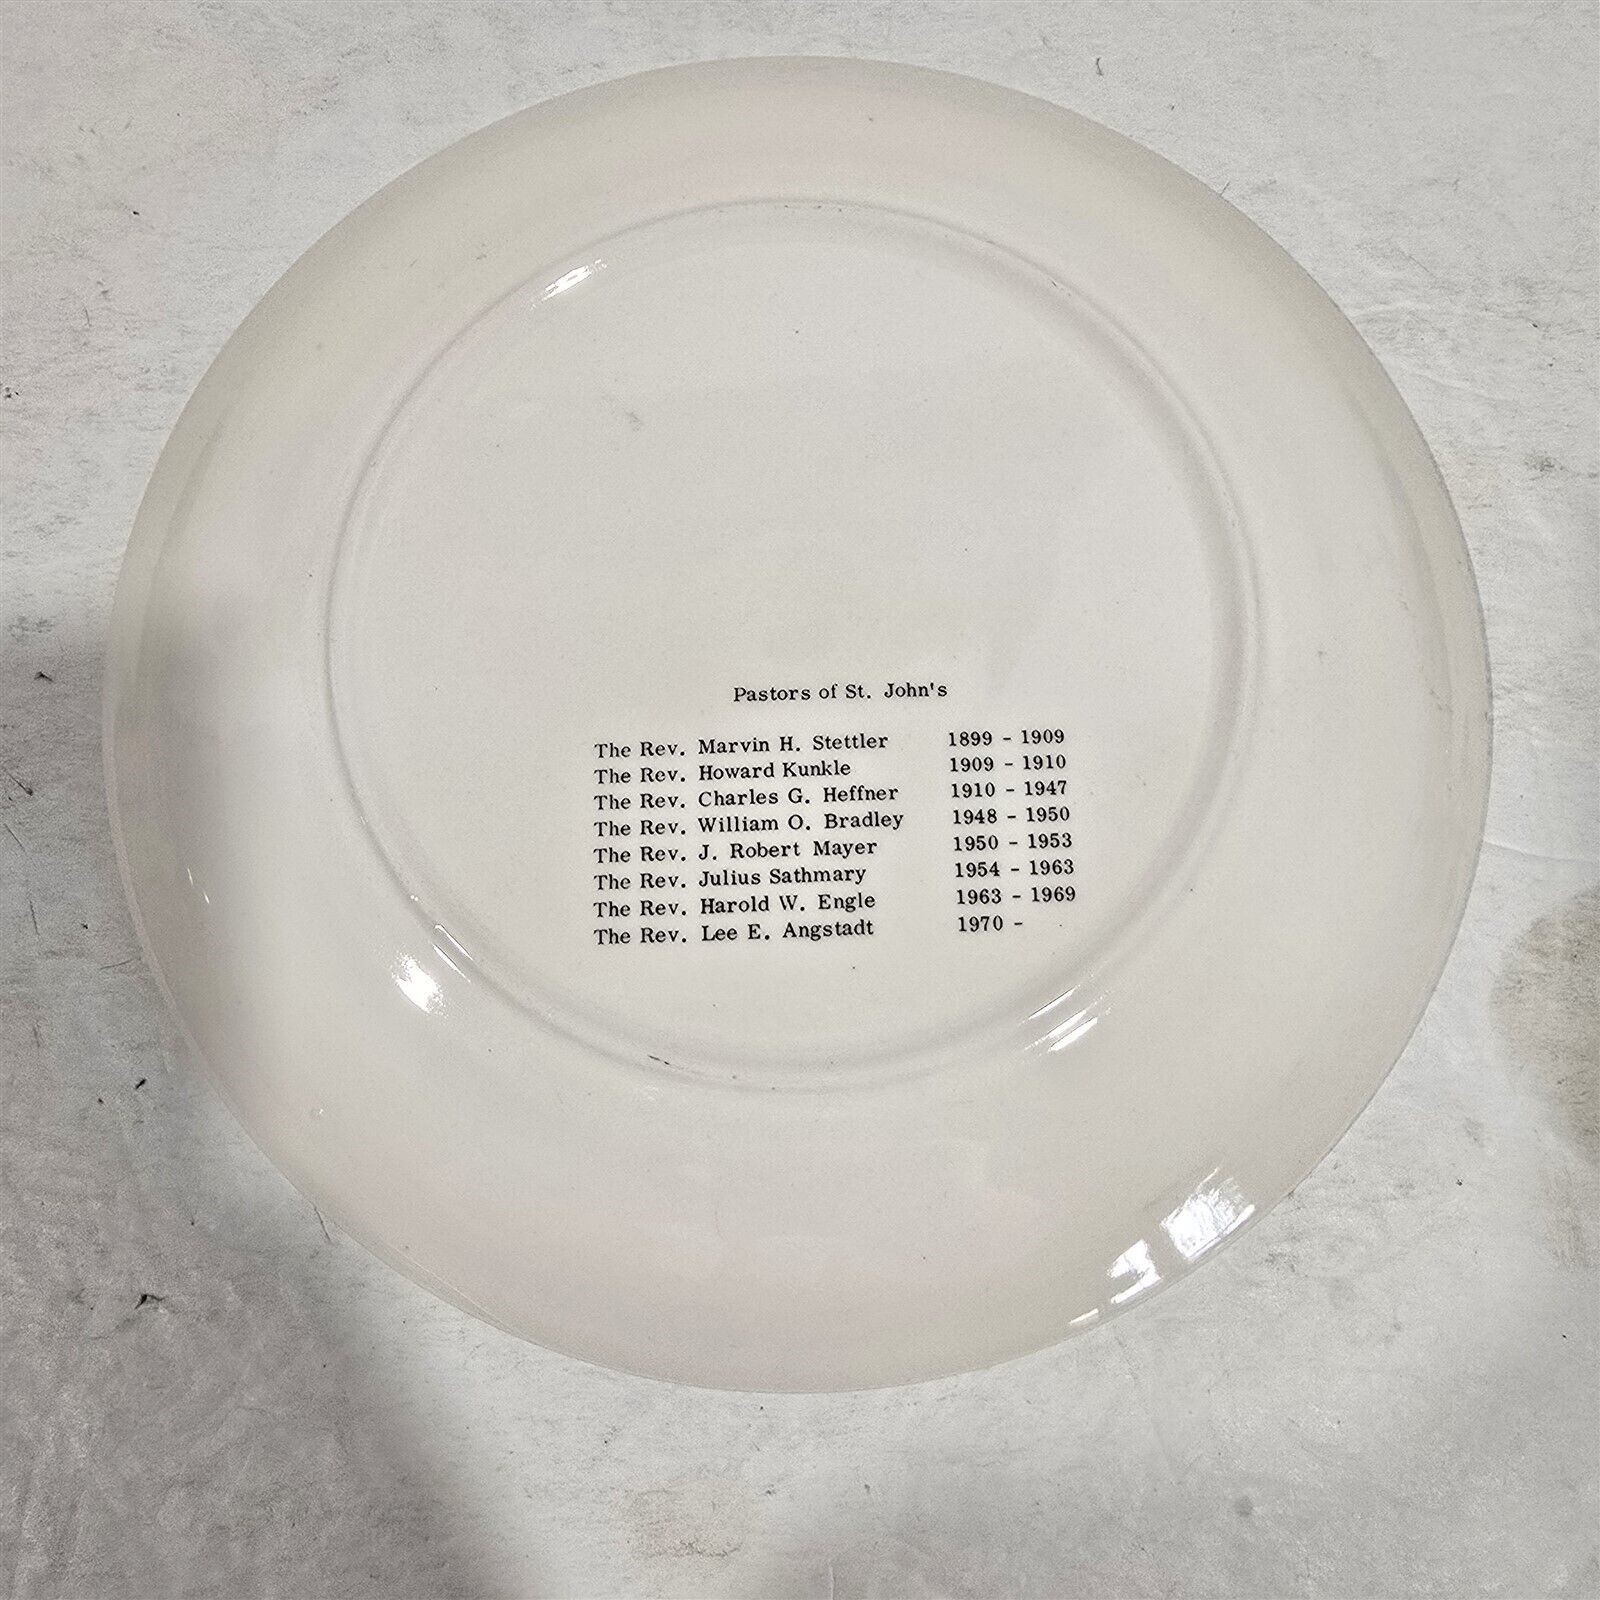 Pastors of St. John's
The Rev. Marvin H. Stettler 1899 - 1909
The Rev. Howard Kunkle 1909 - 1910
The Rev. Charles G. Heffner 1910 - 1947
The Rev. William O. Bradley 1948 - 1950
The Rev. J. Robert Mayer 1950 - 1953
The Rev. Julius Sathmary 1954 - 1963
The Rev. Harold W. Engle 1963 - 1969
The Rev. Lee E. Angstadt 1970 -